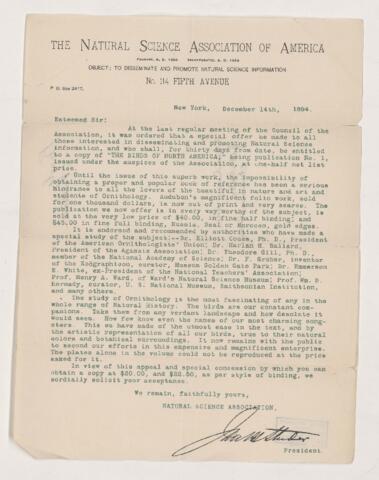 THE NATURAL SCIENCE ASSOCIATION OF AMERICA
OBJECT: TO DISSEMINATE AND PROMOTE NATURAL SCIENCE INFORMATION
No. 114 FIFTH AVENUE
P. O. Box
New York, December 14th, 1894.
Esteemed Sir:
At the last regular meeting of the Council of the
Association, it was ordered that a special offer be made to all
those interested in disseminating and promoting Natural Science
information, and who shall, for thirty days from date, be entitled
to a copy of "THE BIRDS OF NORTH AMERICA," being publication No. 1,
issued under the auspices of the Association, at one-half net list
price.
Until the issue of this superb work, the impossibility of
obtaining a proper and popular book of reference has been a serious
hindrance to all the lovers of the beautiful in nature and art and
students of Ornithology. Audubon's magnificent folio work, sold
for one thousand dollars, is now out of print and very scarce. The
publication we now offer is in every way worthy of the subject, is
sold at the very low price of $40.00, in fine half binding, and
$45.00 in fine full binding, Russia, Seal or Morocco, gold edges.
It is endorsed and recommended by authorities who have made a
special study of the subject:--Dr. Elliott Coues, Ph. D., president
of the American Ornithologists' Union; Dr. Harlan H. Ballard,
President of the Agassiz Association; Dr. Theodore Gill, Ph. D.,
member of the National Academy of Science; Dr. F. Gruber, inventor
of the Zoographicon, curator, Museum Golden Gate Park; Dr. Emmerson
E. White, ex-President of the National Teachers' Association;
Prof. Henry A. Ward, of Ward's Natural Science Museum; Prof. Wm. D.
Hornady, curator, U. S. National Museum, Smithsonian Institution,
and many others.
The study of Ornithology is the most fascinating of any in the
whole range of Natural History. The birds are our constant com-
panions. Take them from any verdant landscape and how desolate it
would seem. How few know even the names of our most charming song-
sters. This we have made of the utmost ease in the text, and by
the artistic representation of all our birds, true to their natural
colors and botanical surroundings. It now remains with the public
to second our efforts in this expensive and magnificent enterprise.
The plates alone in the volume could not be reproduced at the price
asked for it.
In view of this appeal and special concession by which you can
obtain a copy at $20.00, and $22.50, as per style of binding, we
cordially solicit your acceptance.
We remain, faithfully yours,
NATURAL SCIENCE ASSOCIATION,
President.